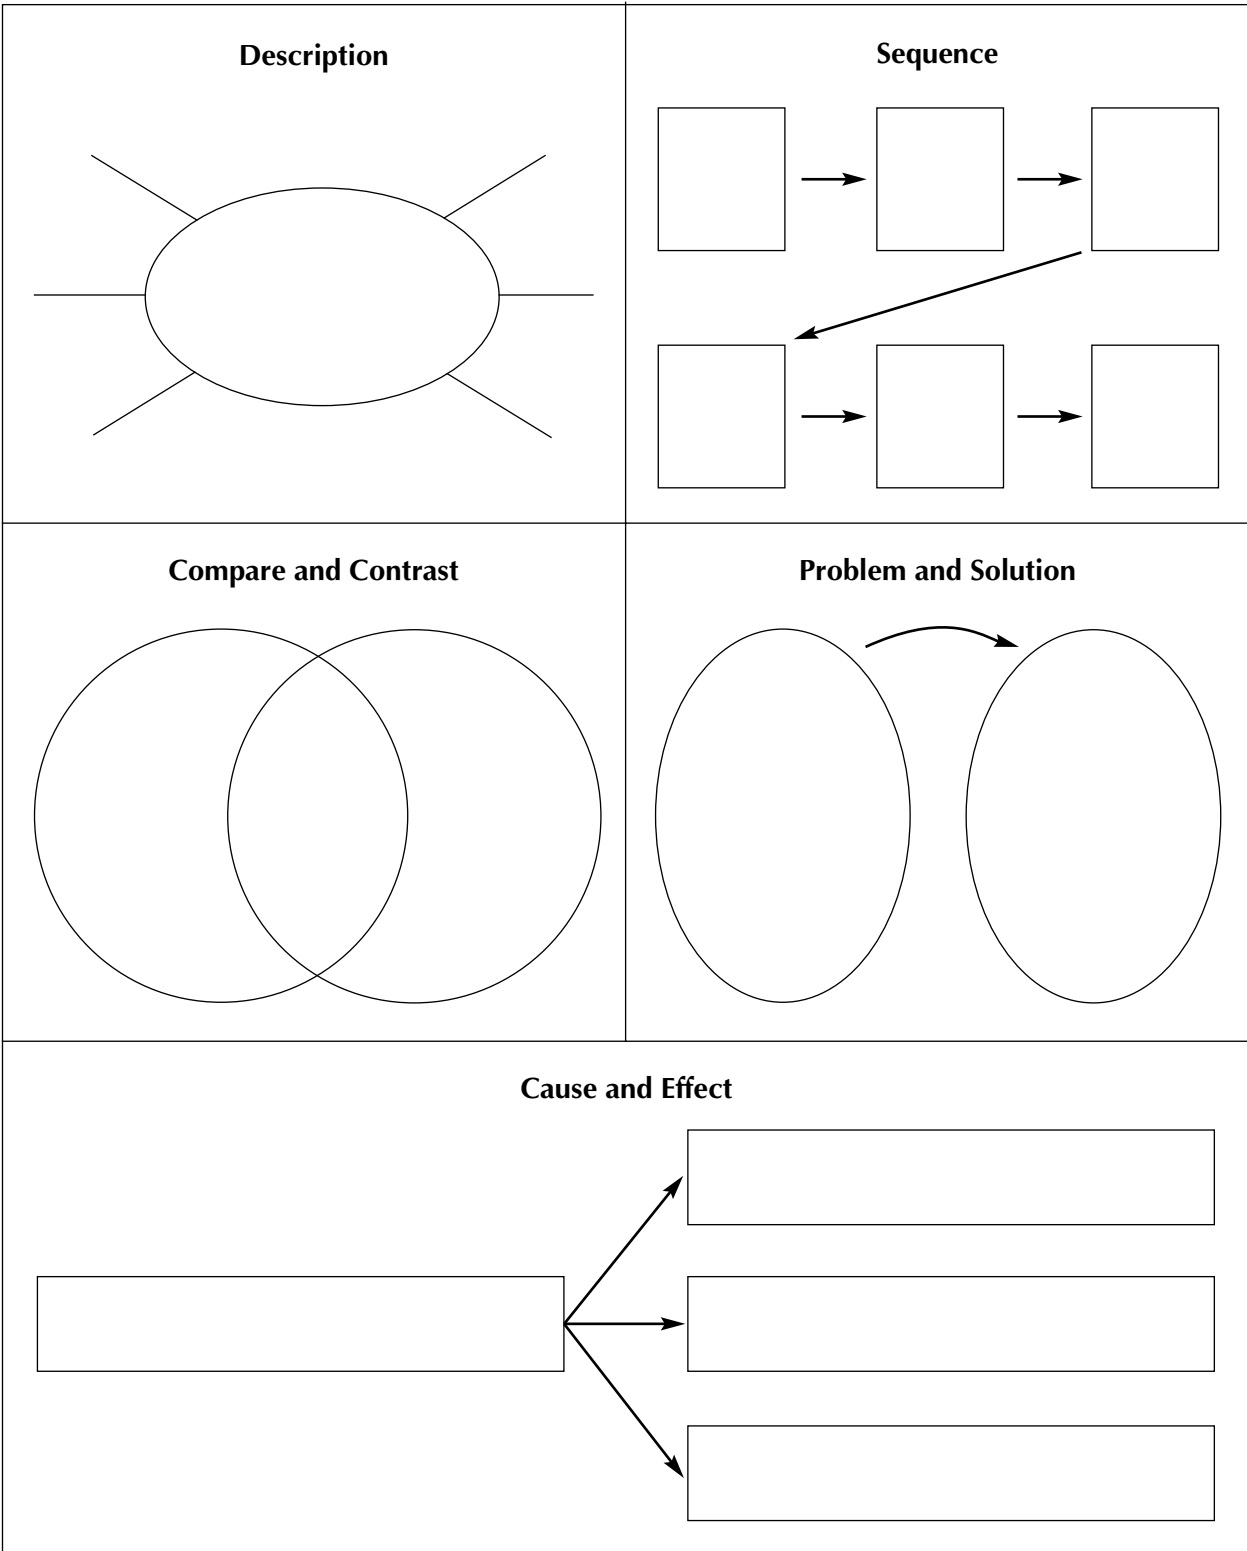 Description
Sequence
Compare and Contrast
Problem and Solution
Cause and Effect